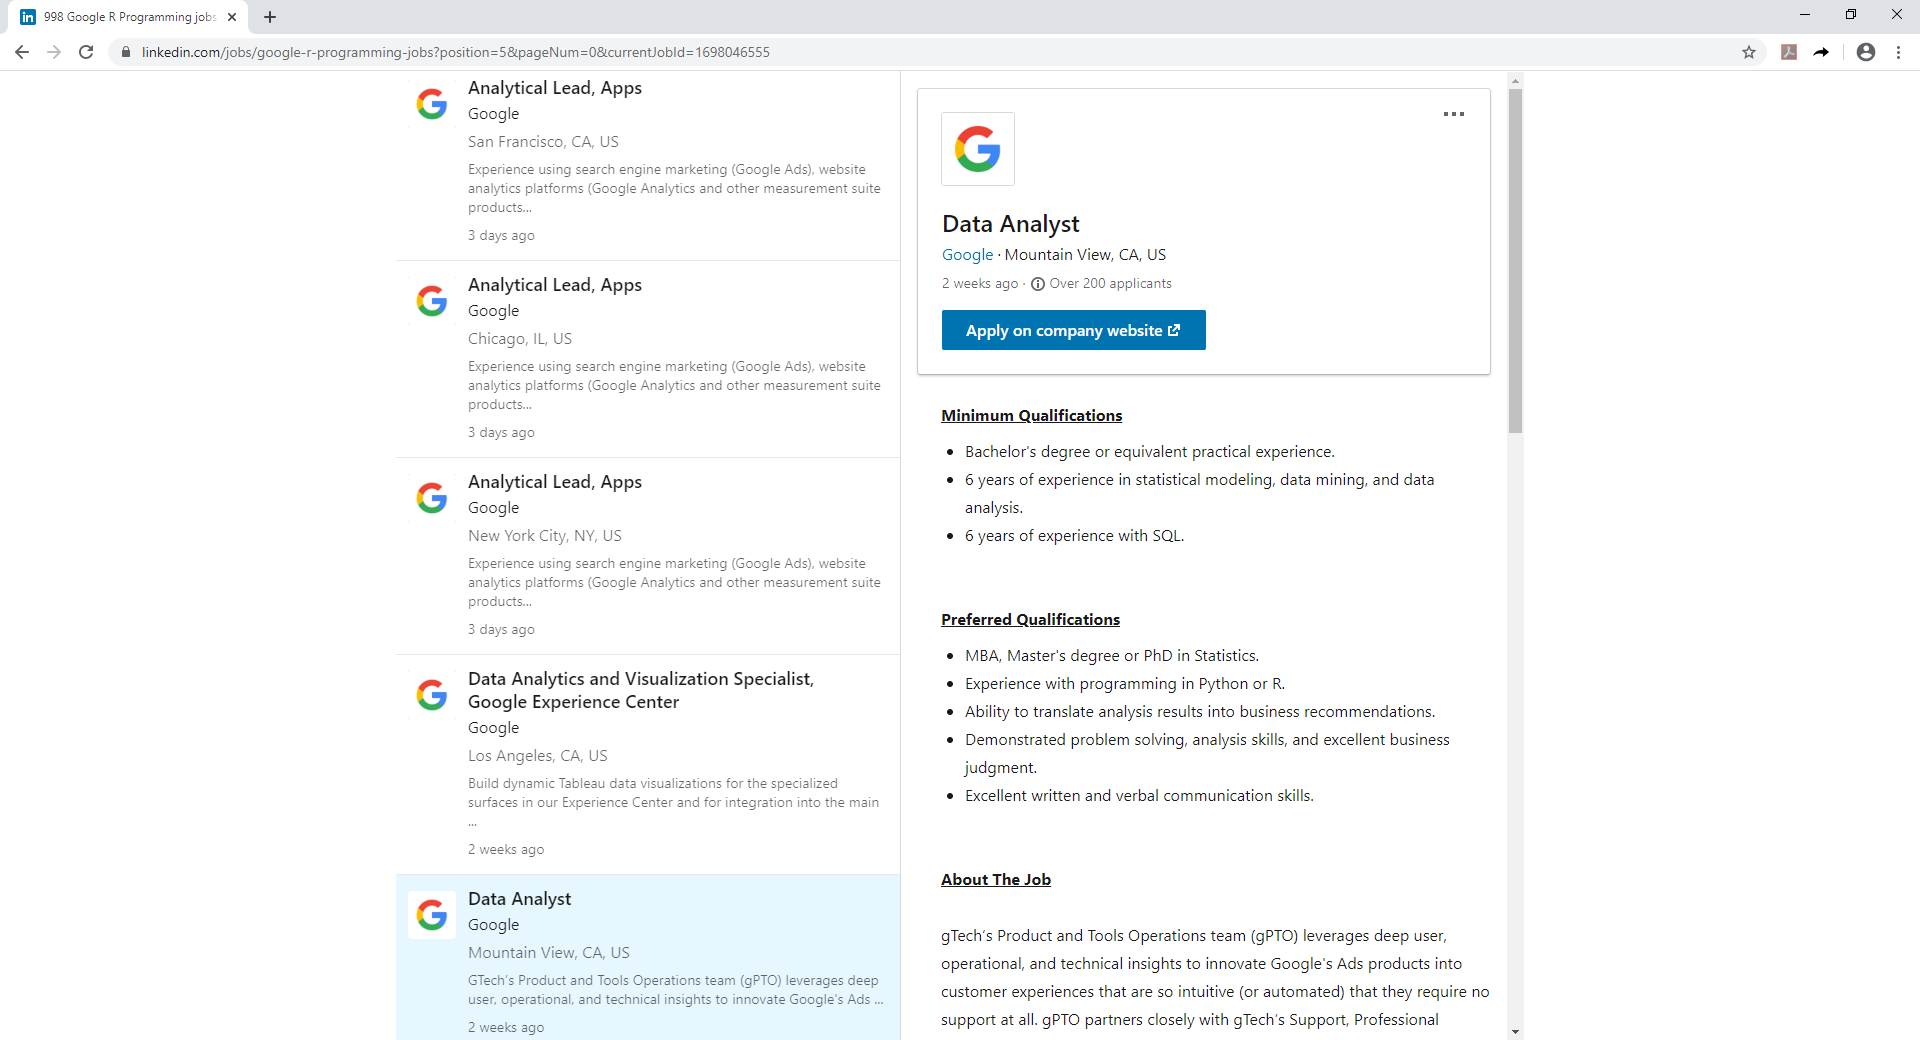 998 Google R Programming jobs
linkedin.com/jobs/google-r-programming-jobs?position=5&pageNum=0&currentJobId=1698046555
Analytical Lead, Apps
Google
San Francisco, CA, US
Experience using search engine marketing (Google Ads), website
analytics platforms (Google Analytics and other measurement suite
products...
3 days ago
Analytical Lead, Apps
Google
Chicago, IL, US
Experience using search engine marketing (Google Ads), website
analytics platforms (Google Analytics and other measurement suite
products...
3 days ago
Analytical Lead, Apps
Google
New York City, NY, US
Experience using search engine marketing (Google Ads), website
analytics platforms (Google Analytics and other measurement suite
products...
3 days ago
Data Analytics and Visualization Specialist,
Google Experience Center
Google
Los Angeles, CA, US
Build dynamic Tableau data visualizations for the specialized
surfaces in our Experience Center and for integration into the main
...
2 weeks ago
Data Analyst
Google
Mountain View, CA, US
GTech's Product and Tools Operations team (gPTO) leverages deep
user, operational, and technical insights to innovate Google's Ads ...
2 weeks ago
Data Analyst
Google · Mountain View, CA, US
2 weeks ago · Over 200 applicants
Apply on company website
Minimum Qualifications
• Bachelor's degree or equivalent practical experience.
• 6 years of experience in statistical modeling, data mining, and data
analysis.
• 6 years of experience with SQL.
Preferred Qualifications
• MBA, Master's degree or PhD in Statistics.
• Experience with programming in Python or R.
• Ability to translate analysis results into business recommendations.
• Demonstrated problem solving, analysis skills, and excellent business
judgment.
• Excellent written and verbal communication skills.
About The Job
gTech's Product and Tools Operations team (gPTO) leverages deep user,
operational, and technical insights to innovate Google's Ads products into
customer experiences that are so intuitive (or automated) that they require no
support at all. gPTO partners closely with gTech's Support, Professional